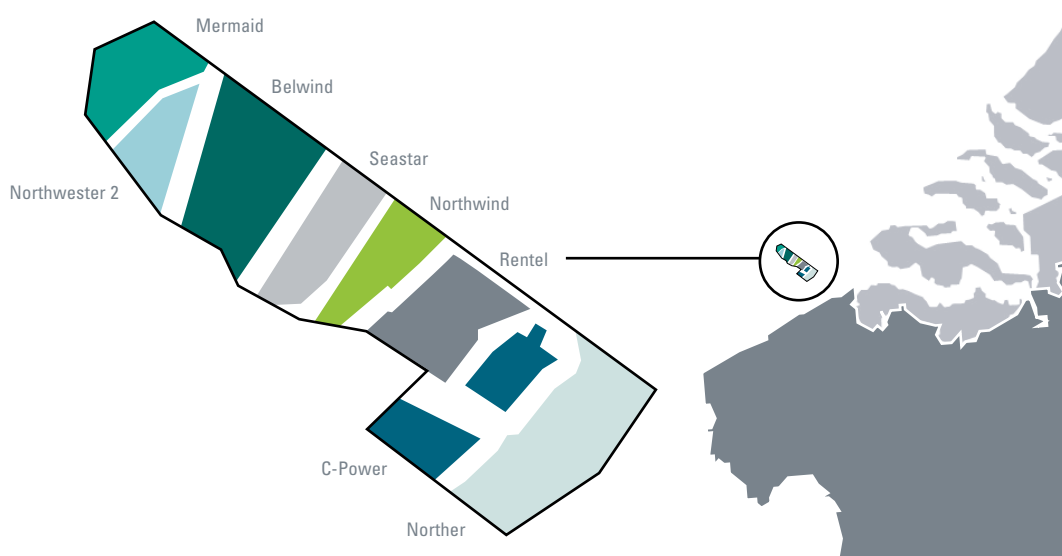 Mermaid
Belwind
Seastar
Northwester 2
Northwind
Rentel
C-Power
Norther